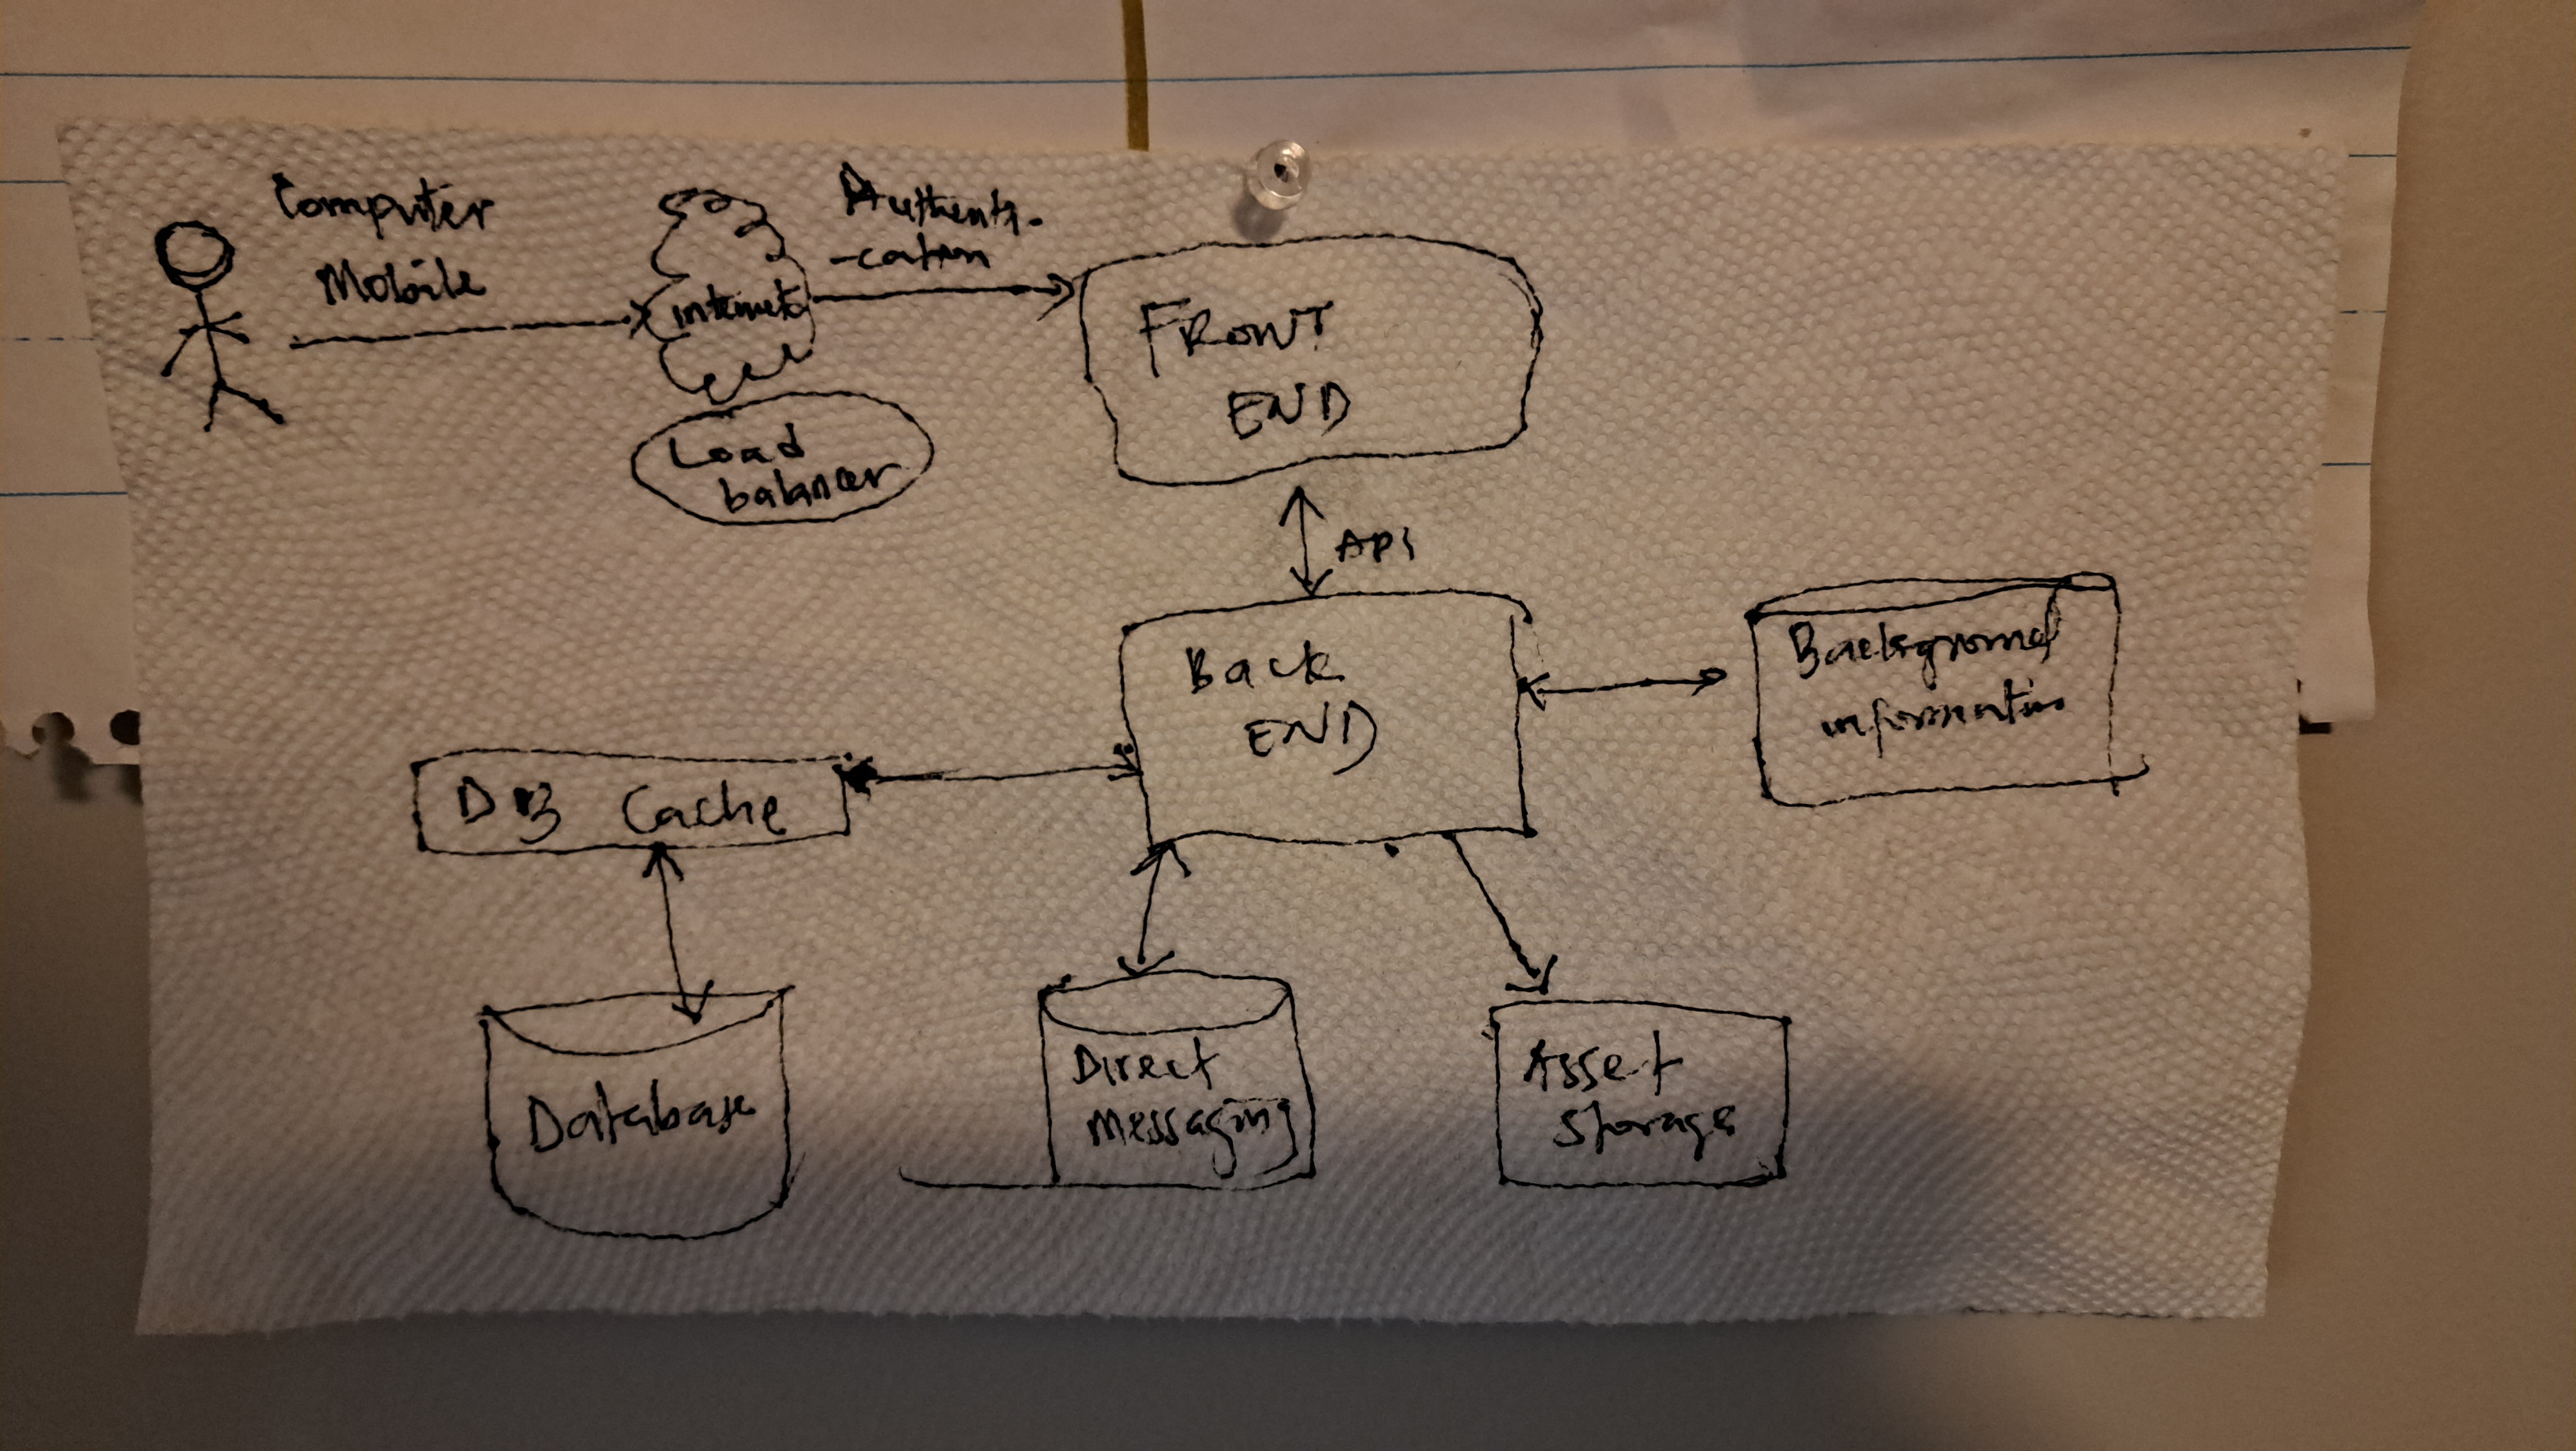 Computer
Mobile
internet
Authenti-
-cation
Load
balancer
FRONT
END
API
Back
END
Background
information
DB Cache
Database
Direct
messaging
Asset
Storage